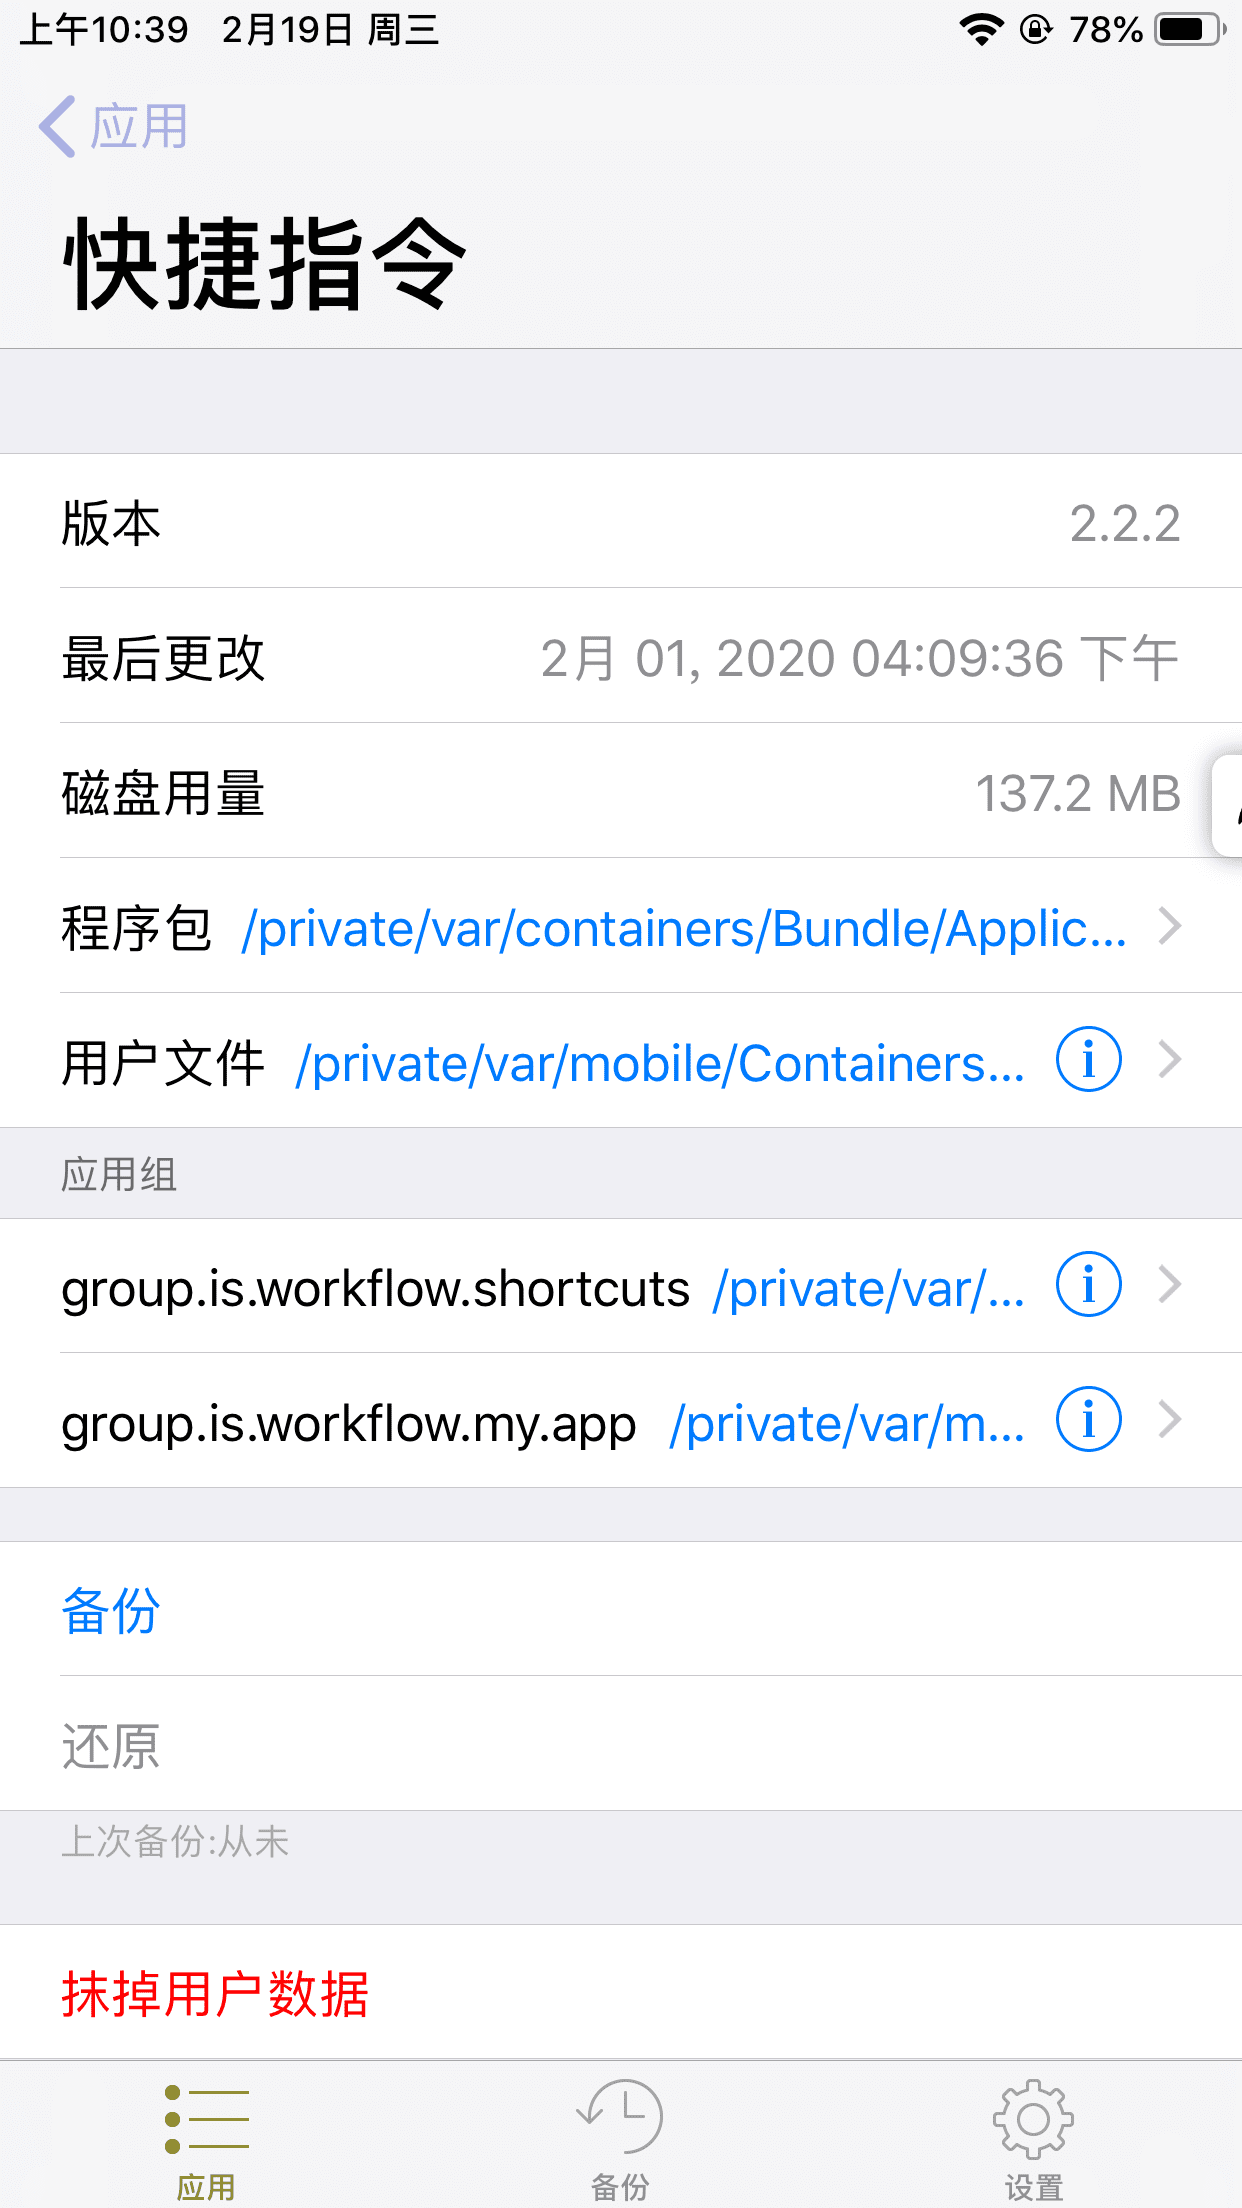 上午10:39 2月19日 周三 78%
应用
快捷指令
版本 2.2.2
最后更改 2月 01, 2020 04:09:36 下午
磁盘用量 137.2 MB
程序包 /private/var/containers/Bundle/Applic...
用户文件 /private/var/mobile/Containers...
应用组
group.is.workflow.shortcuts /private/var/...
group.is.workflow.my.app /private/var/m...
备份
还原
上次备份:从未
抹掉用户数据
应用 备份 设置